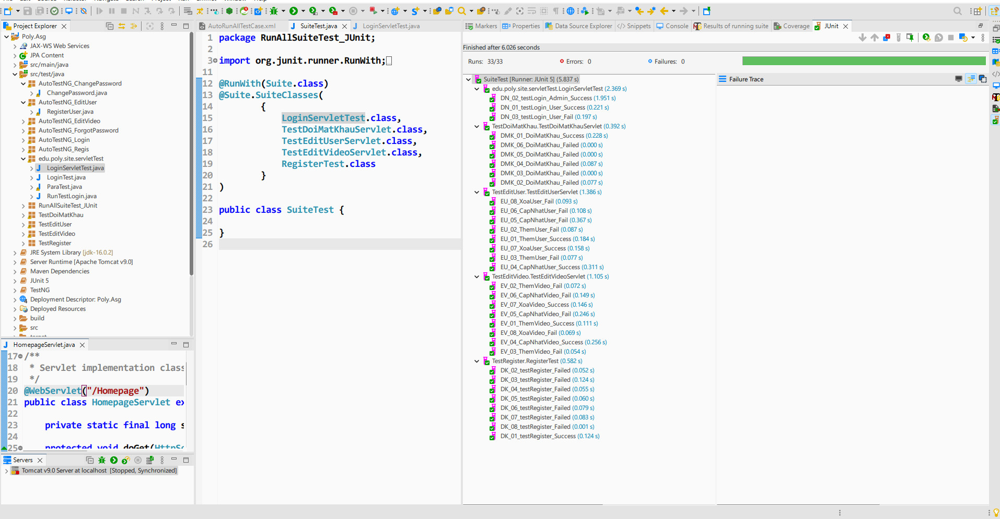 Project Explorer
Poly.Asg
JAX-WS Web Services
JPA Content
src/main/java
src/test/java
AutoTestNG_ChangePassword
ChangePassword.java
AutoTestNG_EditUser
RegisterUser.java
AutoTestNG_EditVideo
AutoTestNG_ForgotPassword
AutoTestNG_Login
AutoTestNG_Regis
edu.poly.site.servletTest
LoginServletTest.java
LoginTest.java
ParaTest.java
RunTestLogin.java
RunAllSuiteTest_JUnit
TestDoiMatKhau
TestEditUser
TestEditVideo
TestRegister
JRE System Library [jdk-16.0.2]
Server Runtime [Apache Tomcat v9.0]
Maven Dependencies
JUnit 5
TestNG
Deployment Descriptor: Poly.Asg
Deployed Resources
build
src
HomepageServlet.java
17 /**
18 * Servlet implementation class
19 */
20 @WebServlet("/Homepage")
21 public class HomepageServlet ex
22
23 private static final long s
24
25 protected void doGet(HttpSe
Servers
Tomcat v9.0 Server at localhost [Stopped, Synchronized]
AutoRunAllTestCase.xml SuiteTest.java LoginServletTest.java
1 package RunAllSuiteTest_JUnit;
2
3 import org.junit.runner.RunWith;
11
12 @RunWith(Suite.class)
13 @Suite.SuiteClasses(
14 {
15 LoginServletTest.class,
16 TestDoiMatKhauServlet.class,
17 TestEditUserServlet.class,
18 TestEditVideoServlet.class,
19 RegisterTest.class
20 }
21 )
22
23 public class SuiteTest {
24
25 }
26
Markers Properties Data Source Explorer Snippets Console Results of running suite Coverage JUnit
Finished after 6.026 seconds
Runs: 33/33 Errors: 0 Failures: 0
SuiteTest [Runner: JUnit 5] (5.837 s)
edu.poly.site.servletTest.LoginServletTest (2.369 s)
DN_02_testLogin_Admin_Success (1.951 s)
DN_01_testLogin_User_Success (0.221 s)
DN_03_testLogin_User_Fail (0.197 s)
TestDoiMatKhau.TestDoiMatKhauServlet (0.392 s)
DMK_01_DoiMatKhau_Success (0.228 s)
DMK_06_DoiMatKhau_Failed (0.000 s)
DMK_05_DoiMatKhau_Failed (0.000 s)
DMK_04_DoiMatKhau_Failed (0.087 s)
DMK_03_DoiMatKhau_Failed (0.000 s)
DMK_02_DoiMatKhau_Failed (0.077 s)
TestEditUser.TestEditUserServlet (1.386 s)
EU_08_XoaUser_Fail (0.093 s)
EU_06_CapNhatUser_Fail (0.108 s)
EU_05_CapNhatUser_Fail (0.367 s)
EU_02_ThemUser_Fail (0.087 s)
EU_01_ThemUser_Success (0.184 s)
EU_07_XoaUser_Success (0.158 s)
EU_03_ThemUser_Fail (0.077 s)
EU_04_CapNhatUser_Success (0.311 s)
TestEditVideo.TestEditVideoServlet (1.105 s)
EV_02_ThemVideo_Fail (0.072 s)
EV_06_CapNhatVideo_Fail (0.149 s)
EV_07_XoaVideo_Success (0.146 s)
EV_05_CapNhatVideo_Fail (0.246 s)
EV_01_ThemVideo_Success (0.111 s)
EV_08_XoaVideo_Fail (0.069 s)
EV_04_CapNhatVideo_Success (0.256 s)
EV_03_ThemVideo_Fail (0.054 s)
TestRegister.RegisterTest (0.582 s)
DK_02_testRegister_Failed (0.052 s)
DK_03_testRegister_Failed (0.124 s)
DK_04_testRegister_Failed (0.055 s)
DK_05_testRegister_Failed (0.060 s)
DK_06_testRegister_Failed (0.079 s)
DK_07_testRegister_Failed (0.083 s)
DK_08_testRegister_Failed (0.001 s)
DK_01_testRegister_Success (0.124 s)
Failure Trace